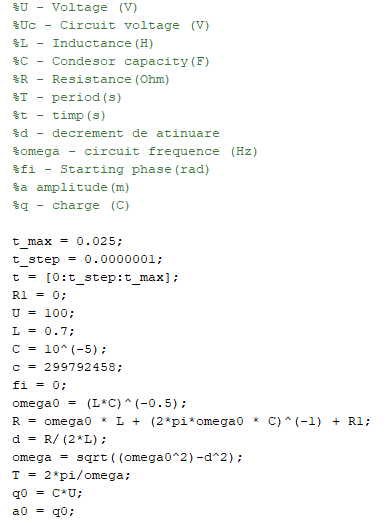 %U - Voltage (V)
%Uc - Circuit voltage (V)
%L - Inductance(H)
%C - Condesor capacity(F)
%R - Resistance(Ohm)
%T - period(s)
%t - timp(s)
%d - decrement de atinuare
%omega - circuit frequence (Hz)
%fi - Starting phase(rad)
%a amplitude(m)
%q - charge (C)
t_max = 0.025;
t_step = 0.0000001;
t = [0:t_step:t_max];
R1 = 0;
U = 100;
L = 0.7;
C = 10^(-5);
c = 299792458;
fi = 0;
omega0 = (L*C)^(-0.5);
R = omega0 * L + (2*pi*omega0 * C)^(-1) + R1;
d = R/(2*L);
omega = sqrt((omega0^2)-d^2);
T = 2*pi/omega;
q0 = C*U;
a0 = q0;